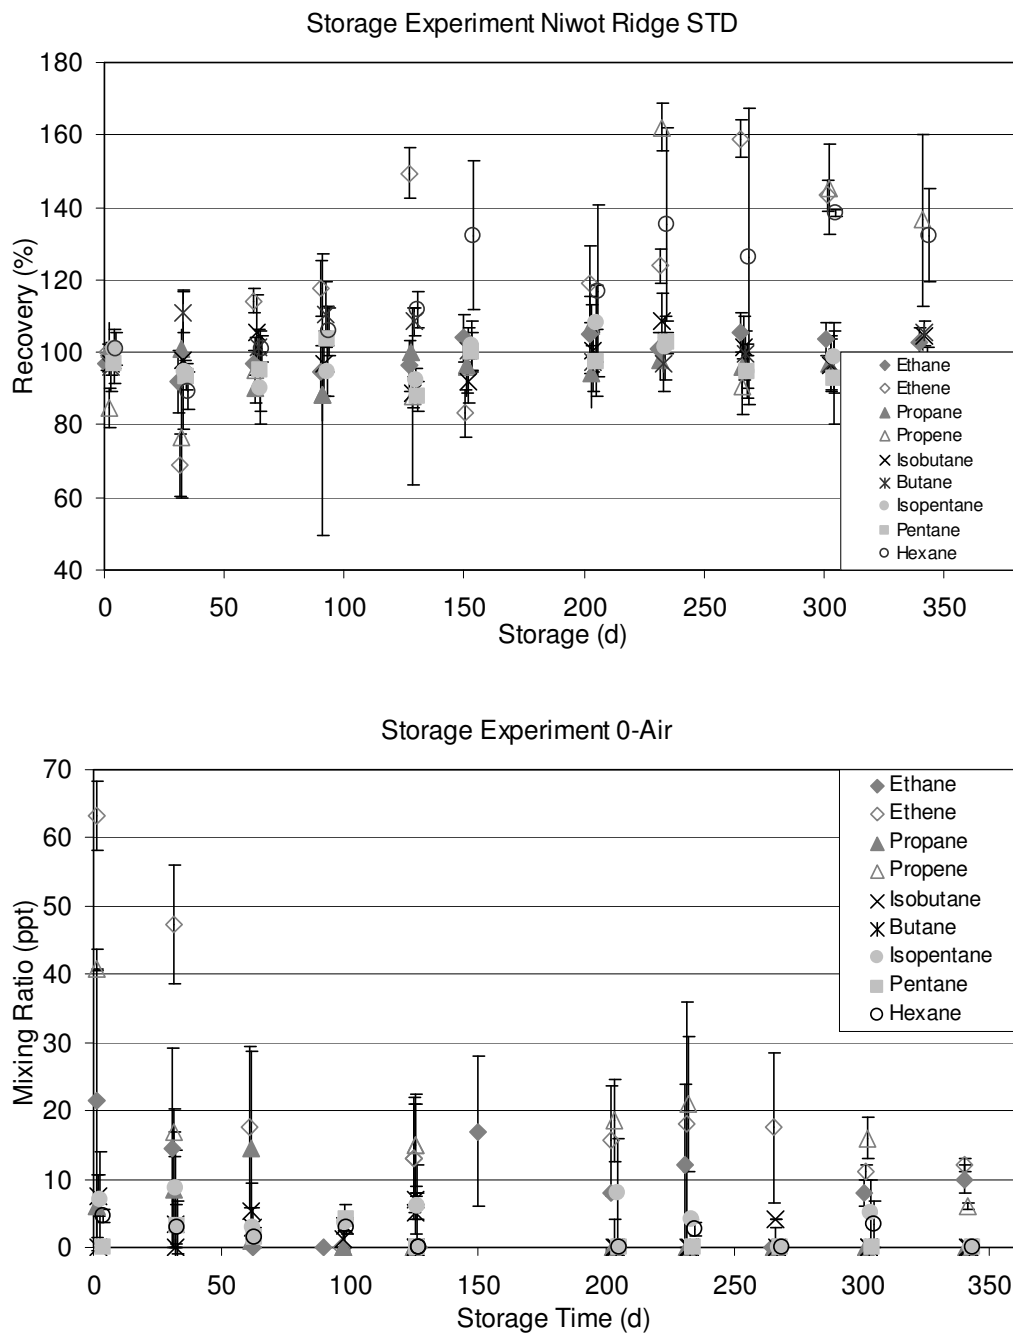 Storage Experiment Niwot Ridge STD
180
160
140
120
100
80
60
40
Recovery (%)
0 50 100 150 200 250 300 350
Storage (d)
Ethane
Ethene
Propane
Propene
Isobutane
Butane
Isopentane
Pentane
Hexane
Storage Experiment 0-Air
70
60
50
40
30
20
10
0
Mixing Ratio (ppt)
0 50 100 150 200 250 300 350
Storage Time (d)
Ethane
Ethene
Propane
Propene
Isobutane
Butane
Isopentane
Pentane
Hexane